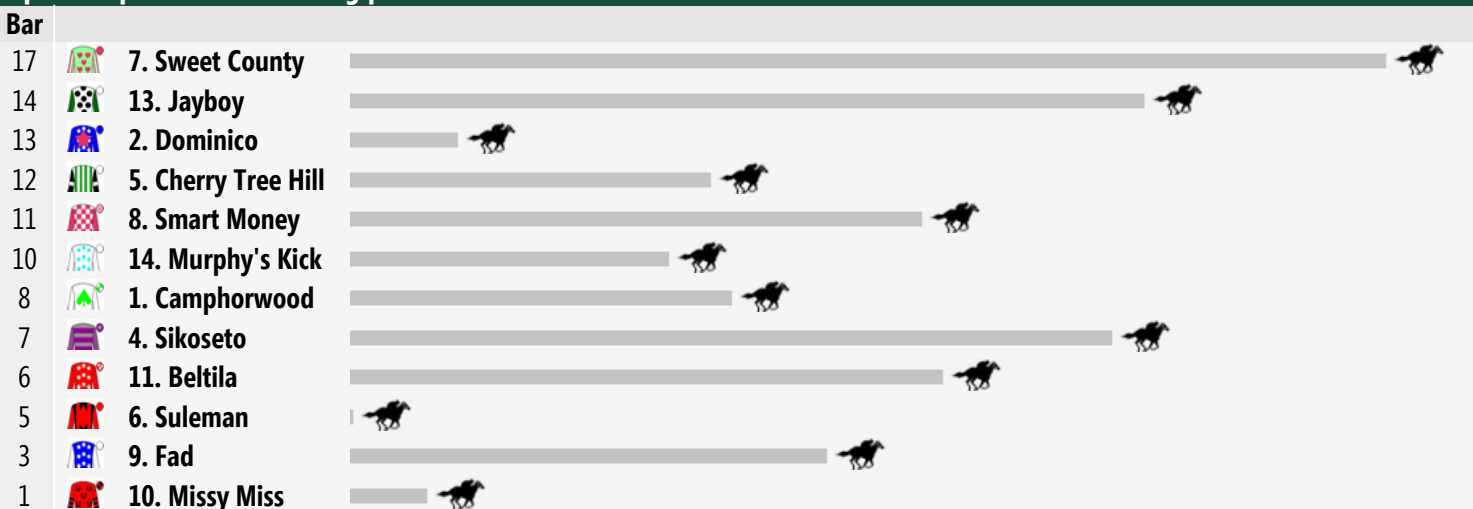 Bar
17 7. Sweet County
14 13. Jayboy
13 2. Dominico
12 5. Cherry Tree Hill
11 8. Smart Money
10 14. Murphy's Kick
8 1. Camphorwood
7 4. Sikoseto
6 11. Beltila
5 6. Suleman
3 9. Fad
1 10. Missy Miss